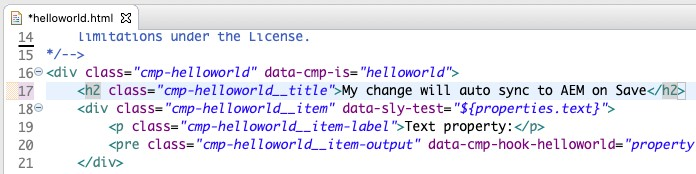 *helloworld.html
14 limitations under the License.
15 */-->
16 <div class="cmp-helloworld" data-cmp-is="helloworld">
17 <h2 class="cmp-helloworld__title">My change will auto sync to AEM on Save</h2>
18 <div class="cmp-helloworld__item" data-sly-test="${properties.text}">
19 <p class="cmp-helloworld__item-label">Text property:</p>
20 <pre class="cmp-helloworld__item-output" data-cmp-hook-helloworld="property
21 </div>